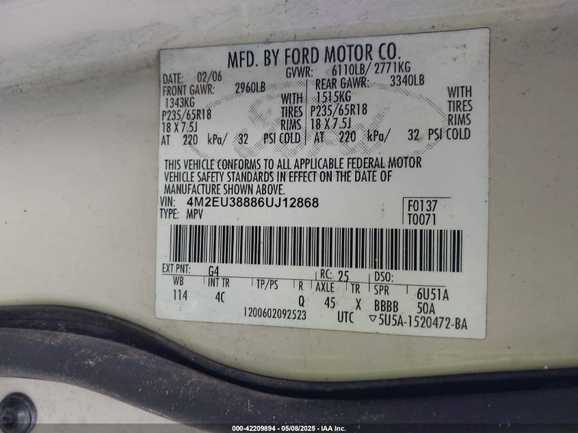 MFD. BY FORD MOTOR CO.
DATE: 02/06 GVWR: 6110LB/ 2771KG
FRONT GAWR: 2960LB REAR GAWR: 3340LB
1343KG WITH 1515KG WITH
P235/65R18 TIRES P235/65R18 TIRES
18 X 7.5J RIMS 18 X 7.5J RIMS
AT 220 kPa/ 32 PSI COLD AT 220 kPa/ 32 PSI COLD
THIS VEHICLE CONFORMS TO ALL APPLICABLE FEDERAL MOTOR
VEHICLE SAFETY STANDARDS IN EFFECT ON THE DATE OF
MANUFACTURE SHOWN ABOVE.
VIN: 4M2EU38886UJ12868 F0137
TYPE: MPV T0071
EXT PNT: G4 RC: 25 DSO:
WB INT TR TP/PS R AXLE TR SPR 6U51A
114 4C Q 45 X BBBB 50A
1200602092523 UTC ▽5U5A-1520472-BA
000-42209894 - 05/08/2025 - IAA Inc.